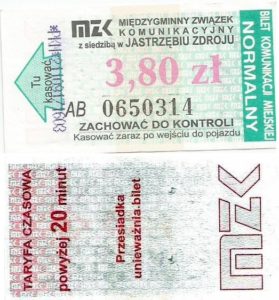 MZK MIĘDZYGMINNY ZWIĄZEK
KOMUNIKACYJNY
z siedzibą w JASTRZĘBIU ZDROJU
3,80 zł
AB 0650314
ZACHOWAĆ DO KONTROLI
Kasować zaraz po wejściu do pojazdu
Tu
kasować
BILET KOMUNIKACJI MIEJSKIEJ
NORMALNY
TARYFA CZASOWA
powyżej 20 minut
Przesiadka
unieważnia bilet
MZK